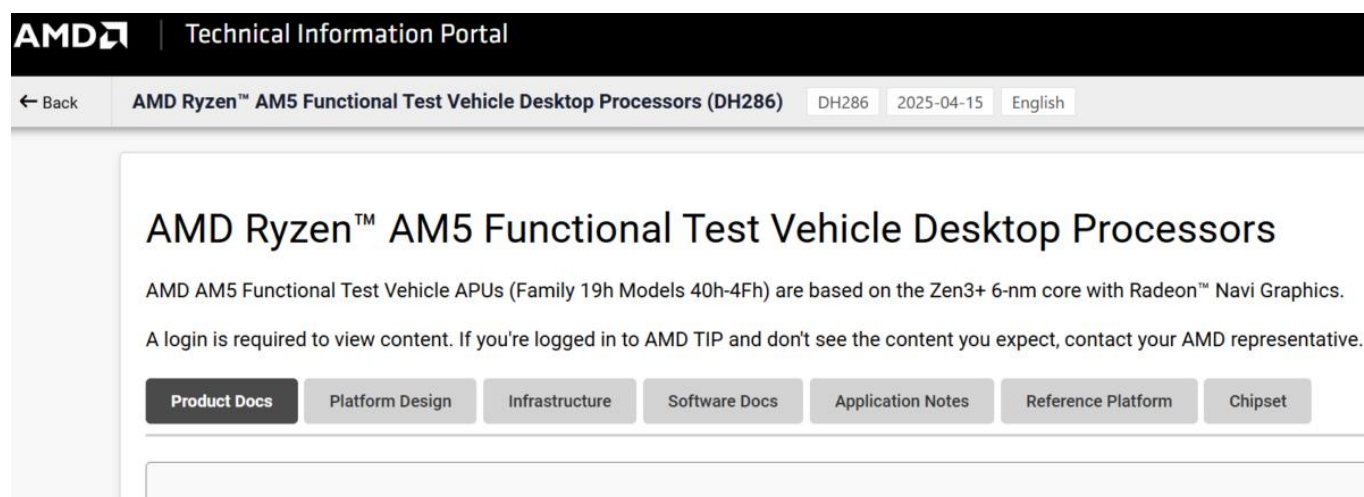 AMD | Technical Information Portal
← Back AMD Ryzen™ AM5 Functional Test Vehicle Desktop Processors (DH286) DH286 2025-04-15 English
AMD Ryzen™ AM5 Functional Test Vehicle Desktop Processors
AMD AM5 Functional Test Vehicle APUs (Family 19h Models 40h-4Fh) are based on the Zen3+ 6-nm core with Radeon™ Navi Graphics.
A login is required to view content. If you're logged in to AMD TIP and don't see the content you expect, contact your AMD representative.
Product Docs Platform Design Infrastructure Software Docs Application Notes Reference Platform Chipset